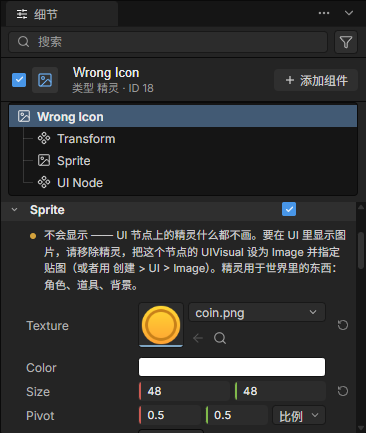 细节
搜索
Wrong Icon
类型 精灵 · ID 18
添加组件
Wrong Icon
Transform
Sprite
UI Node
Sprite
不会显示 —— UI 节点上的精灵什么都不画。要在 UI 里显示图
片，请移除精灵，把这个节点的 UIVisual 设为 Image 并指定
贴图（或者用 创建 > UI > Image）。精灵用于世界里的东西：
角色、道具、背景。
Texture
coin.png
Color
Size 48 48
Pivot 0.5 0.5 比例